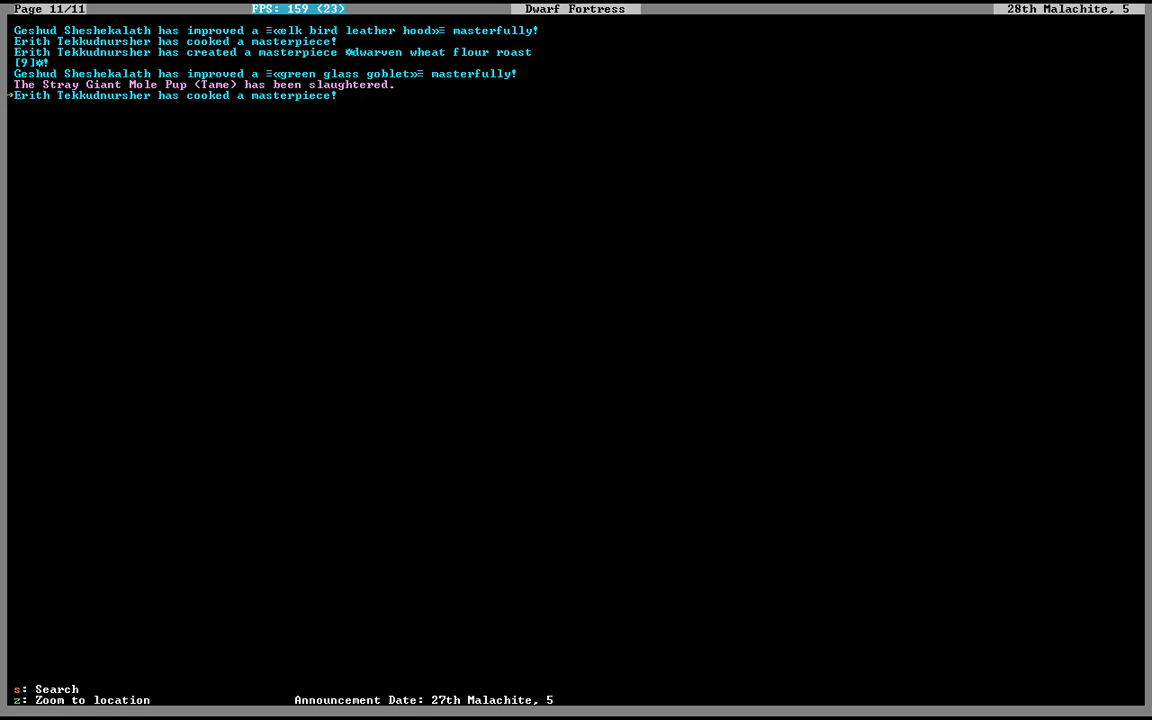 Page 11/11 FPS: 159 (23) Dwarf Fortress 28th Malachite, 5
Geshud Sheshekalath has improved a ≡«elk bird leather hood»≡ masterfully!
Erith Tekkudnursher has cooked a masterpiece!
Erith Tekkudnursher has created a masterpiece ☼dwarven wheat flour roast
[9]☼!
Geshud Sheshekalath has improved a ≡«green glass goblet»≡ masterfully!
The Stray Giant Mole Pup (Tame) has been slaughtered.
→Erith Tekkudnursher has cooked a masterpiece!
s: Search
z: Zoom to location Announcement Date: 27th Malachite, 5